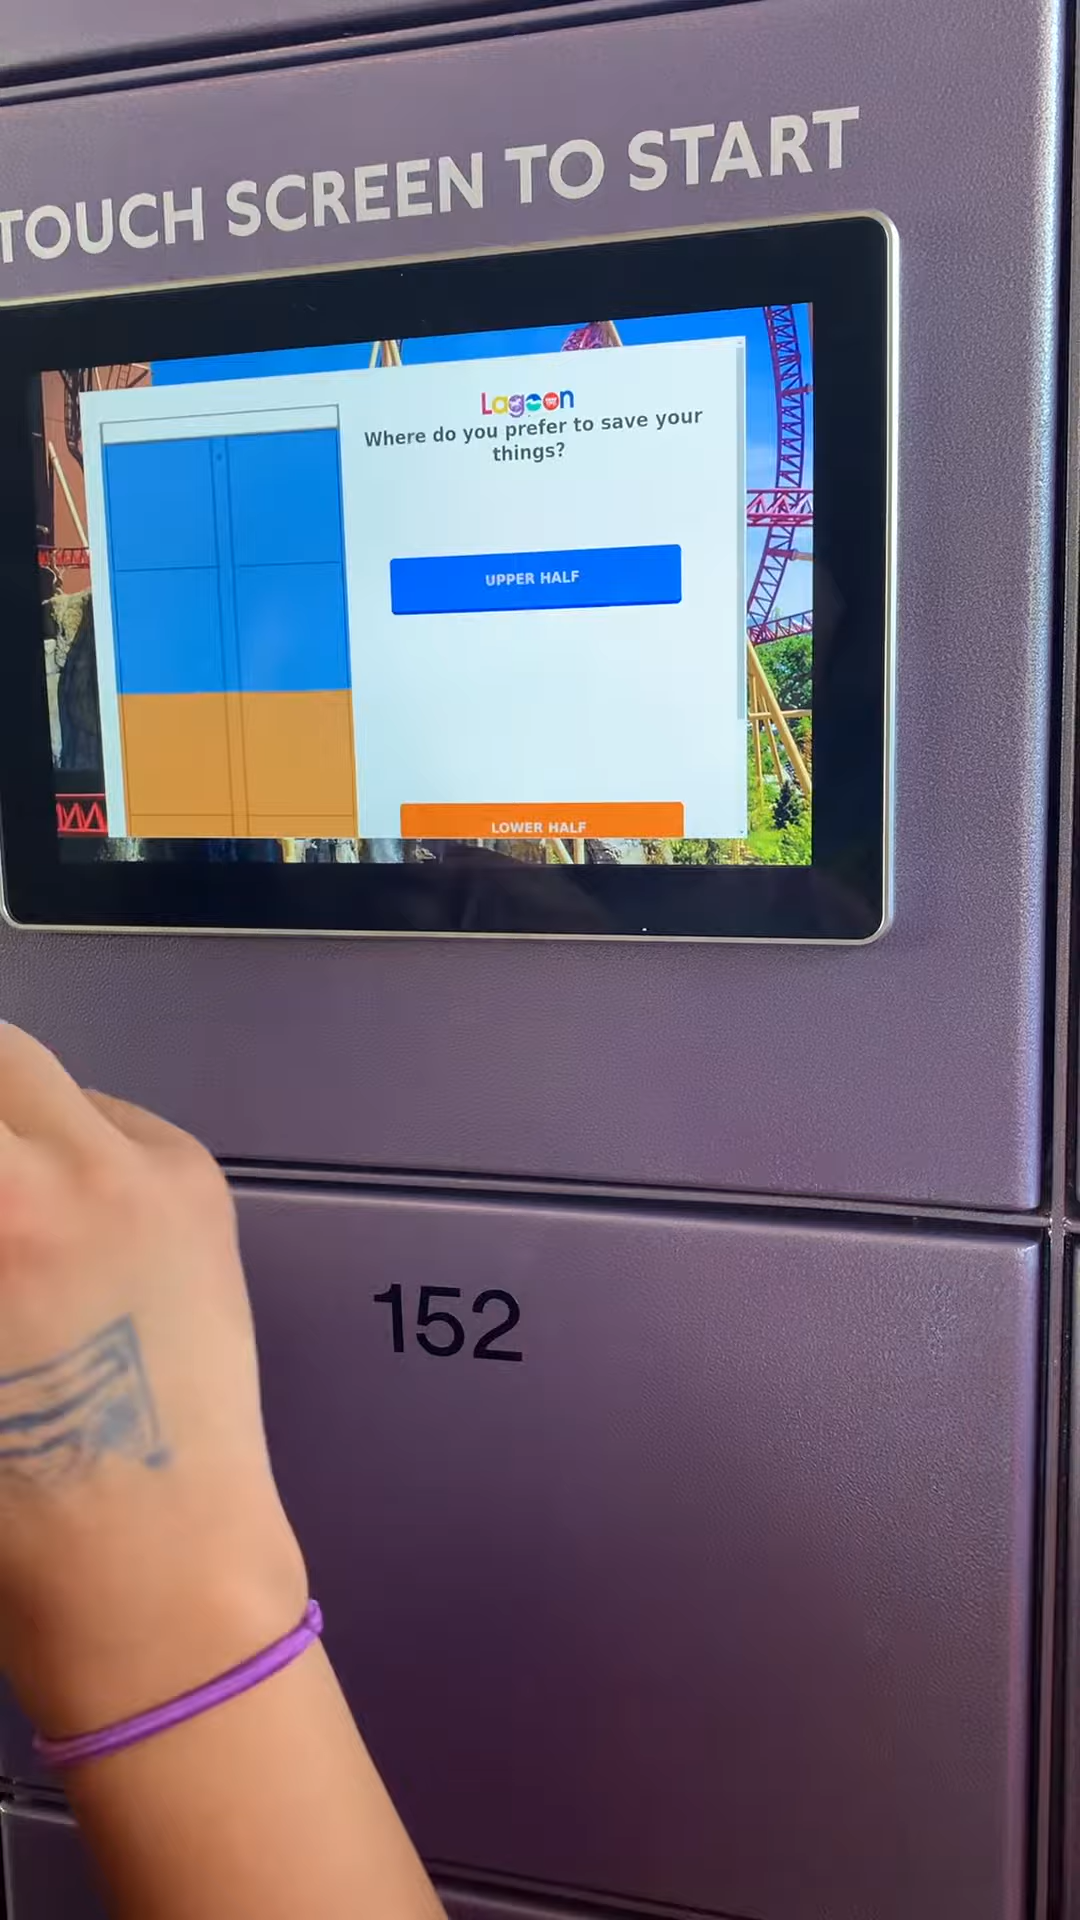 TOUCH SCREEN TO START
Lagoon
Where do you prefer to save your
things?
UPPER HALF
LOWER HALF
152